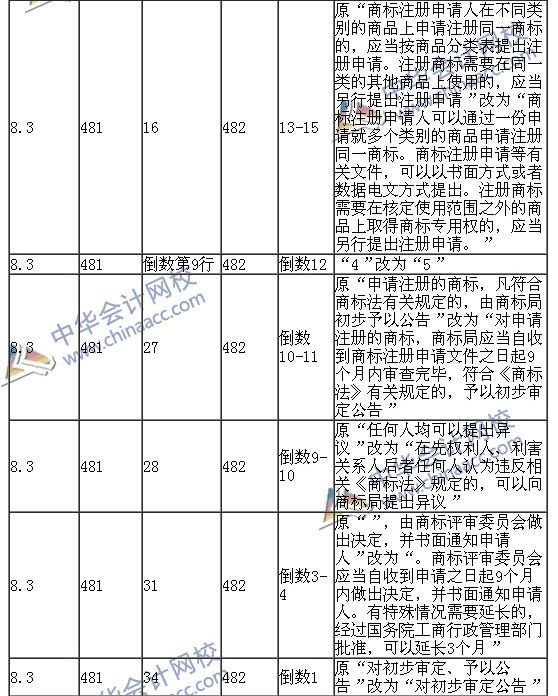 原“商标注册申请人在不同类
别的商品上申请注册同一商标
的，应当按商品分类表提出注
册申请。注册商标需要在同一
类的其他商品上使用的，应当
另行提出注册申请”改为“商
标注册申请人可以通过一份申
请就多个类别的商品申请注册
同一商标。商标注册申请等有
关文件，可以以书面方式或者
数据电文方式提出。注册商标
需要在核定使用范围之外的商
品上取得商标专用权的，应当
另行提出注册申请。”
8.3 481 16 482 13-15
8.3 481 倒数第9行 482 倒数12 “4”改为“5”
原“申请注册的商标，凡符合
商标法有关规定的，由商标局
初步予以公告”改为“对申请
注册的商标，商标局应当自收
到商标注册申请文件之日起9
个月内审查完毕，符合《商标
法》有关规定的，予以初步审
定公告”
8.3 481 27 482 倒数
10-11
原“任何人均可以提出异
议”改为“在先权利人、利害
关系人后者任何人认为违反相
关《商标法》规定的，可以向
商标局提出异议”
8.3 481 28 482 倒数9-
10
原“”，由商标评审委员会做
出决定，并书面通知申请
人”改为“。商标评审委员会
应当自收到申请之日起9个月
内做出决定，并书面通知申请
人。有特殊情况需要延长的，
经过国务院工商行政管理部门
批准，可以延长3个月”
8.3 481 31 482 倒数3-
4
8.3 481 34 482 倒数1 原“对初步审定、予以公
告”改为“对初步审定公告”
中华会计网校
www.chinaacc.com